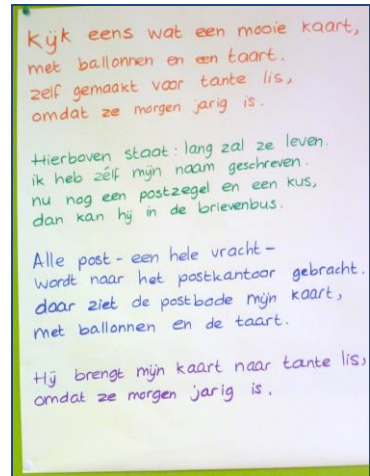 Kijk eens wat een mooie kaart,
met ballonnen en een taart.
zelf gemaakt voor tante lis,
omdat ze morgen jarig is.
Hierboven staat: lang zal ze leven.
ik heb zélf mijn naam geschreven.
nu nog een postzegel en een kus,
dan kan hij in de brievenbus.
Alle post - een hele vracht -
wordt naar het postkantoor gebracht.
daar ziet de postbode mijn kaart,
met ballonnen en de taart.
Hij brengt mijn kaart naar tante lis,
omdat ze morgen jarig is.